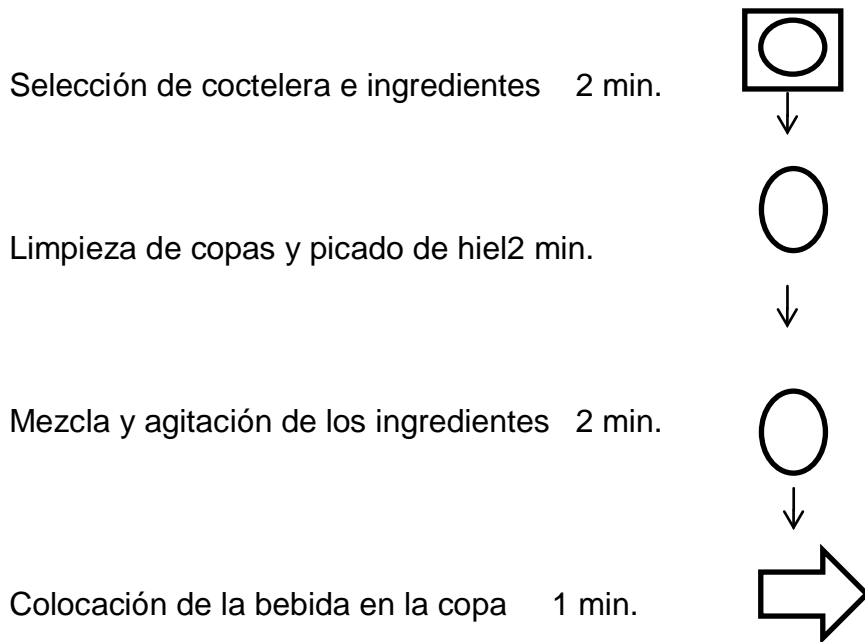 Selección de coctelera e ingredientes 2 min.
Limpieza de copas y picado de hiel2 min.
Mezcla y agitación de los ingredientes 2 min.
Colocación de la bebida en la copa 1 min.